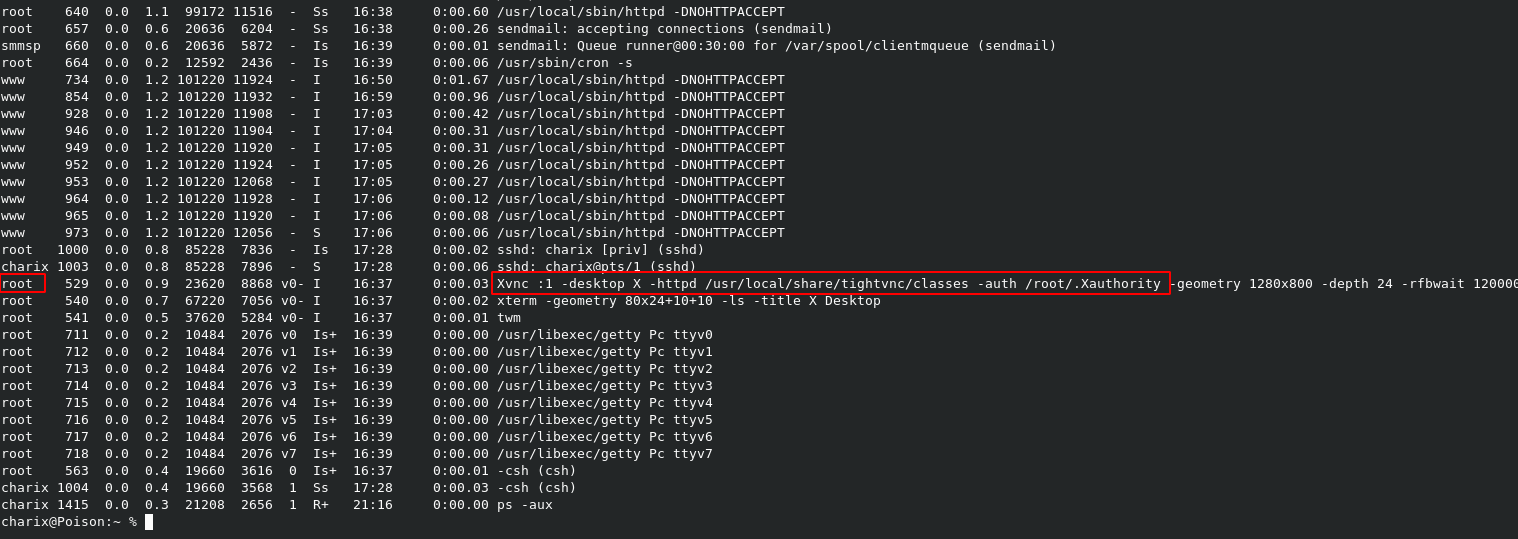 root 640 0.0 1.1 99172 11516 - Ss 16:38 0:00.60 /usr/local/sbin/httpd -DNOHTTPACCEPT
root 657 0.0 0.6 20636 6204 - Ss 16:38 0:00.26 sendmail: accepting connections (sendmail)
smmsp 660 0.0 0.6 20636 5872 - Is 16:39 0:00.01 sendmail: Queue runner@00:30:00 for /var/spool/clientmqueue (sendmail)
root 664 0.0 0.2 12592 2436 - Is 16:39 0:00.06 /usr/sbin/cron -s
www 734 0.0 1.2 101220 11924 - I 16:50 0:01.67 /usr/local/sbin/httpd -DNOHTTPACCEPT
www 854 0.0 1.2 101220 11932 - I 16:59 0:00.96 /usr/local/sbin/httpd -DNOHTTPACCEPT
www 928 0.0 1.2 101220 11908 - I 17:03 0:00.42 /usr/local/sbin/httpd -DNOHTTPACCEPT
www 946 0.0 1.2 101220 11904 - I 17:04 0:00.31 /usr/local/sbin/httpd -DNOHTTPACCEPT
www 949 0.0 1.2 101220 11920 - I 17:05 0:00.31 /usr/local/sbin/httpd -DNOHTTPACCEPT
www 952 0.0 1.2 101220 11924 - I 17:05 0:00.26 /usr/local/sbin/httpd -DNOHTTPACCEPT
www 953 0.0 1.2 101220 12068 - I 17:05 0:00.27 /usr/local/sbin/httpd -DNOHTTPACCEPT
www 964 0.0 1.2 101220 11928 - I 17:06 0:00.12 /usr/local/sbin/httpd -DNOHTTPACCEPT
www 965 0.0 1.2 101220 11920 - I 17:06 0:00.08 /usr/local/sbin/httpd -DNOHTTPACCEPT
www 973 0.0 1.2 101220 12056 - S 17:06 0:00.06 /usr/local/sbin/httpd -DNOHTTPACCEPT
root 1000 0.0 0.8 85228 7836 - Is 17:28 0:00.02 sshd: charix [priv] (sshd)
charix 1003 0.0 0.8 85228 7896 - S 17:28 0:00.06 sshd: charix@pts/1 (sshd)
root 529 0.0 0.9 23620 8868 v0- I 16:37 0:00.03 Xvnc :1 -desktop X -httpd /usr/local/share/tightvnc/classes -auth /root/.Xauthority -geometry 1280x800 -depth 24 -rfbwait 120000
root 540 0.0 0.7 67220 7056 v0- I 16:37 0:00.02 xterm -geometry 80x24+10+10 -ls -title X Desktop
root 541 0.0 0.5 37620 5284 v0- I 16:37 0:00.01 twm
root 711 0.0 0.2 10484 2076 v0 Is+ 16:39 0:00.00 /usr/libexec/getty Pc ttyv0
root 712 0.0 0.2 10484 2076 v1 Is+ 16:39 0:00.00 /usr/libexec/getty Pc ttyv1
root 713 0.0 0.2 10484 2076 v2 Is+ 16:39 0:00.00 /usr/libexec/getty Pc ttyv2
root 714 0.0 0.2 10484 2076 v3 Is+ 16:39 0:00.00 /usr/libexec/getty Pc ttyv3
root 715 0.0 0.2 10484 2076 v4 Is+ 16:39 0:00.00 /usr/libexec/getty Pc ttyv4
root 716 0.0 0.2 10484 2076 v5 Is+ 16:39 0:00.00 /usr/libexec/getty Pc ttyv5
root 717 0.0 0.2 10484 2076 v6 Is+ 16:39 0:00.00 /usr/libexec/getty Pc ttyv6
root 718 0.0 0.2 10484 2076 v7 Is+ 16:39 0:00.00 /usr/libexec/getty Pc ttyv7
root 563 0.0 0.4 19660 3616 0 Is+ 16:37 0:00.01 -csh (csh)
charix 1004 0.0 0.4 19660 3568 1 Ss 17:28 0:00.03 -csh (csh)
charix 1415 0.0 0.3 21208 2656 1 R+ 21:16 0:00.00 ps -aux
charix@Poison:~ %